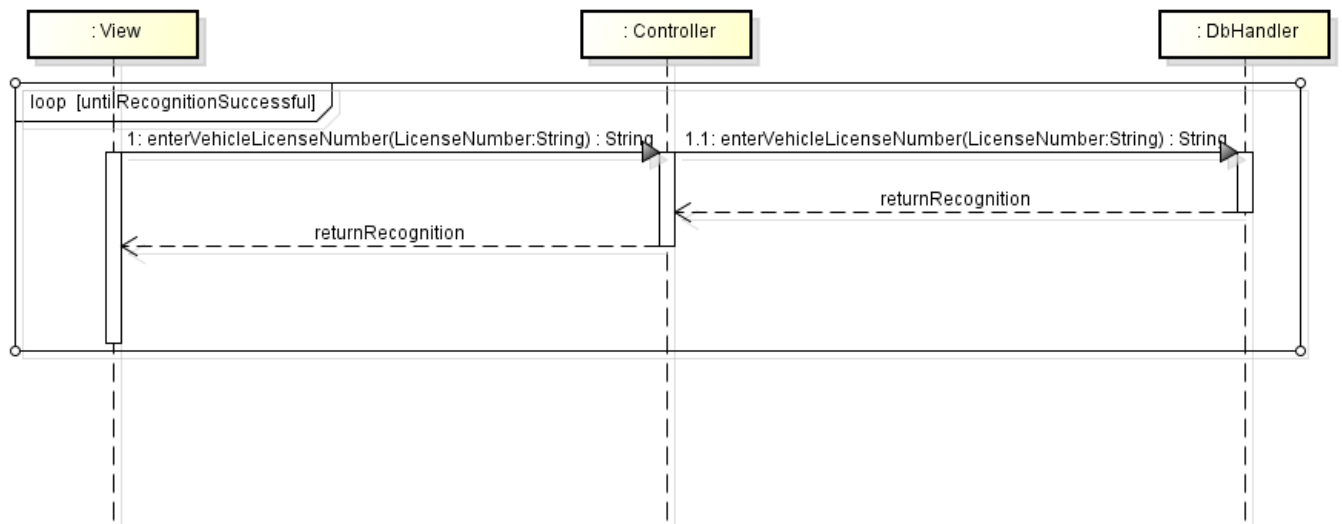 : View
: Controller
: DbHandler
loop [untilRecognitionSuccessful]
1: enterVehicleLicenseNumber(LicenseNumber:String) : String
1.1: enterVehicleLicenseNumber(LicenseNumber:String) : String
returnRecognition
returnRecognition